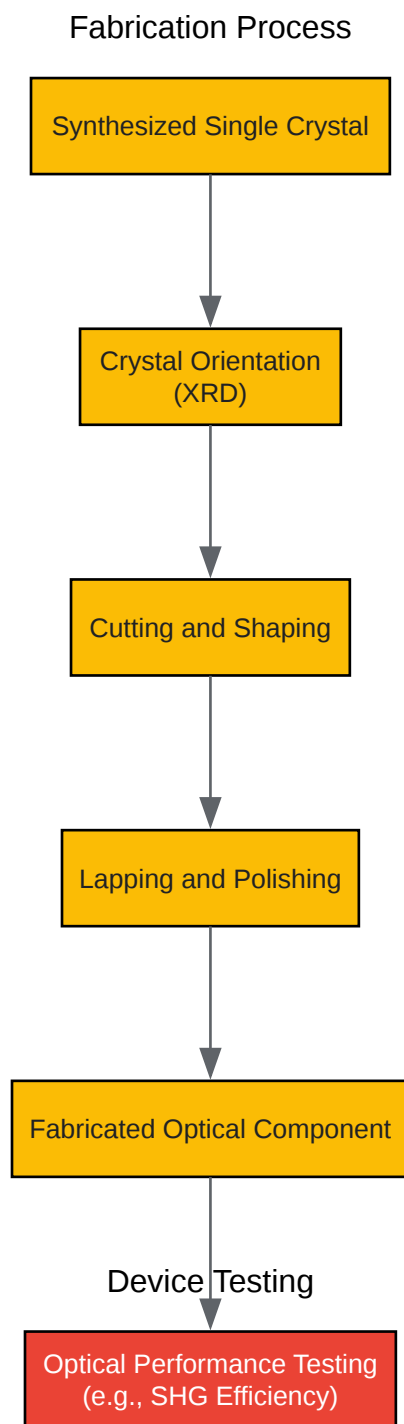 Fabrication Process
Synthesized Single Crystal
Crystal Orientation
(XRD)
Cutting and Shaping
Lapping and Polishing
Fabricated Optical Component
Device Testing
Optical Performance Testing
(e.g., SHG Efficiency)